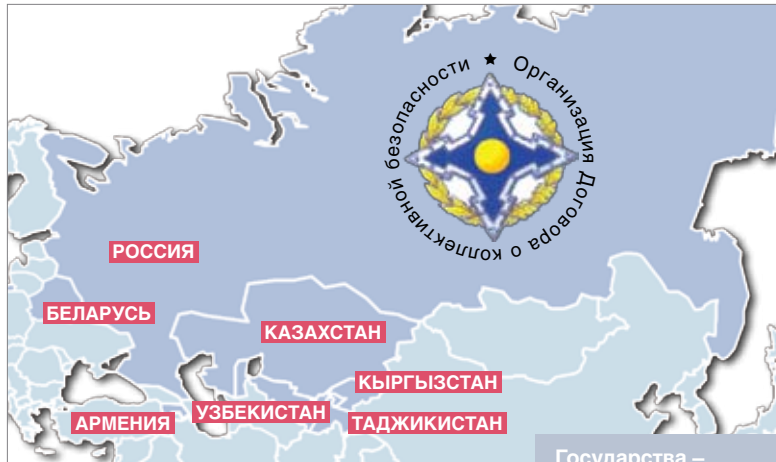 Организация Договора о коллективной безопасности ★
РОССИЯ
БЕЛАРУСЬ
КАЗАХСТАН
КЫРГЫЗСТАН
УЗБЕКИСТАН
АРМЕНИЯ
ТАДЖИКИСТАН
Государства –